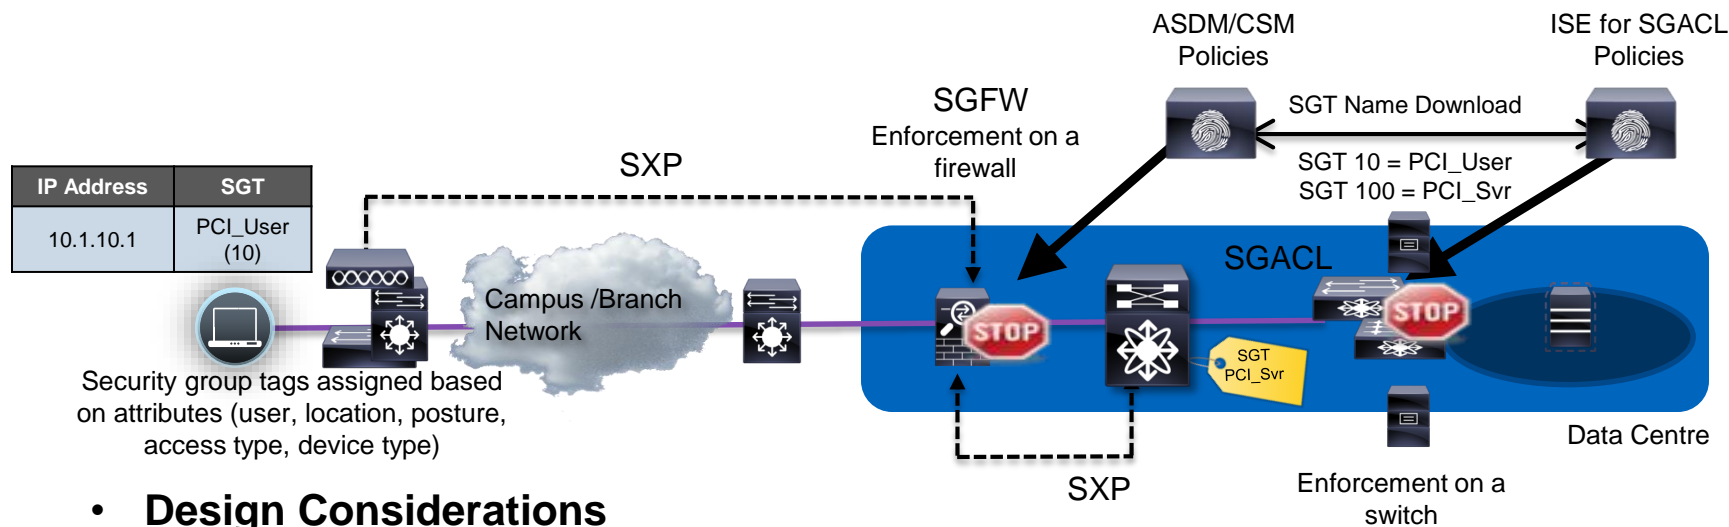 ASDM/CSM
Policies
ISE for SGACL
Policies
SGFW
Enforcement on a
firewall
SGT Name Download
SGT 10 = PCI_User
SGT 100 = PCI_Svr
SXP
IP Address SGT
10.1.10.1 PCI_User
(10)
SGACL
Campus /Branch
Network
STOP
STOP
SGT
PCI_Svr
Security group tags assigned based
on attributes (user, location, posture,
access type, device type)
Data Centre
SXP
Enforcement on a
switch
• Design Considerations